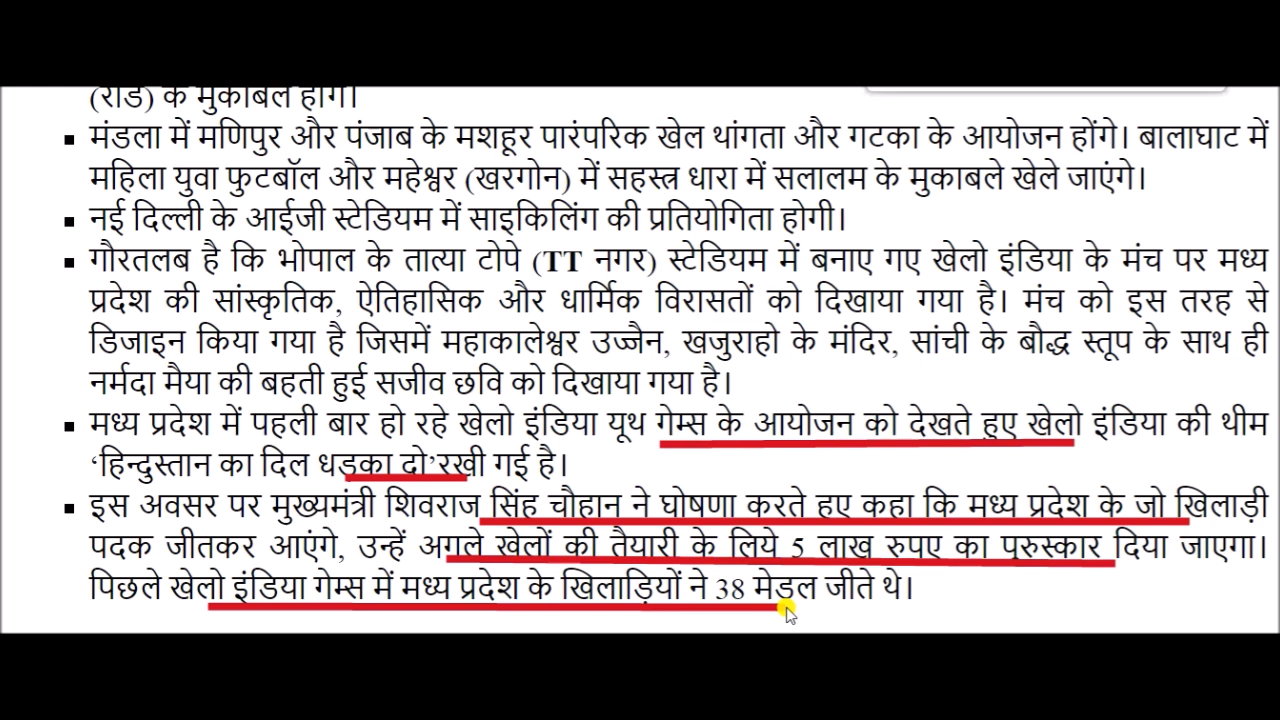 (रोड) के मुकाबले होंगे।
▪ मंडला में मणिपुर और पंजाब के मशहूर पारंपरिक खेल थांगता और गटका के आयोजन होंगे। बालाघाट में
महिला युवा फुटबॉल और महेश्वर (खरगोन) में सहस्त्र धारा में सलालम के मुकाबले खेले जाएंगे।
▪ नई दिल्ली के आईजी स्टेडियम में साइकिलिंग की प्रतियोगिता होगी।
▪ गौरतलब है कि भोपाल के तात्या टोपे (TT नगर) स्टेडियम में बनाए गए खेलो इंडिया के मंच पर मध्य
प्रदेश की सांस्कृतिक, ऐतिहासिक और धार्मिक विरासतों को दिखाया गया है। मंच को इस तरह से
डिजाइन किया गया है जिसमें महाकालेश्वर उज्जैन, खजुराहो के मंदिर, सांची के बौद्ध स्तूप के साथ ही
नर्मदा मैया की बहती हुई सजीव छवि को दिखाया गया है।
▪ मध्य प्रदेश में पहली बार हो रहे खेलो इंडिया यूथ गेम्स के आयोजन को देखते हुए खेलो इंडिया की थीम
‘हिन्दुस्तान का दिल धड़का दो’रखी गई है।
▪ इस अवसर पर मुख्यमंत्री शिवराज सिंह चौहान ने घोषणा करते हुए कहा कि मध्य प्रदेश के जो खिलाड़ी
पदक जीतकर आएंगे, उन्हें अगले खेलों की तैयारी के लिये 5 लाख रुपए का पुरुस्कार दिया जाएगा।
पिछले खेलो इंडिया गेम्स में मध्य प्रदेश के खिलाड़ियों ने 38 मेडल जीते थे।